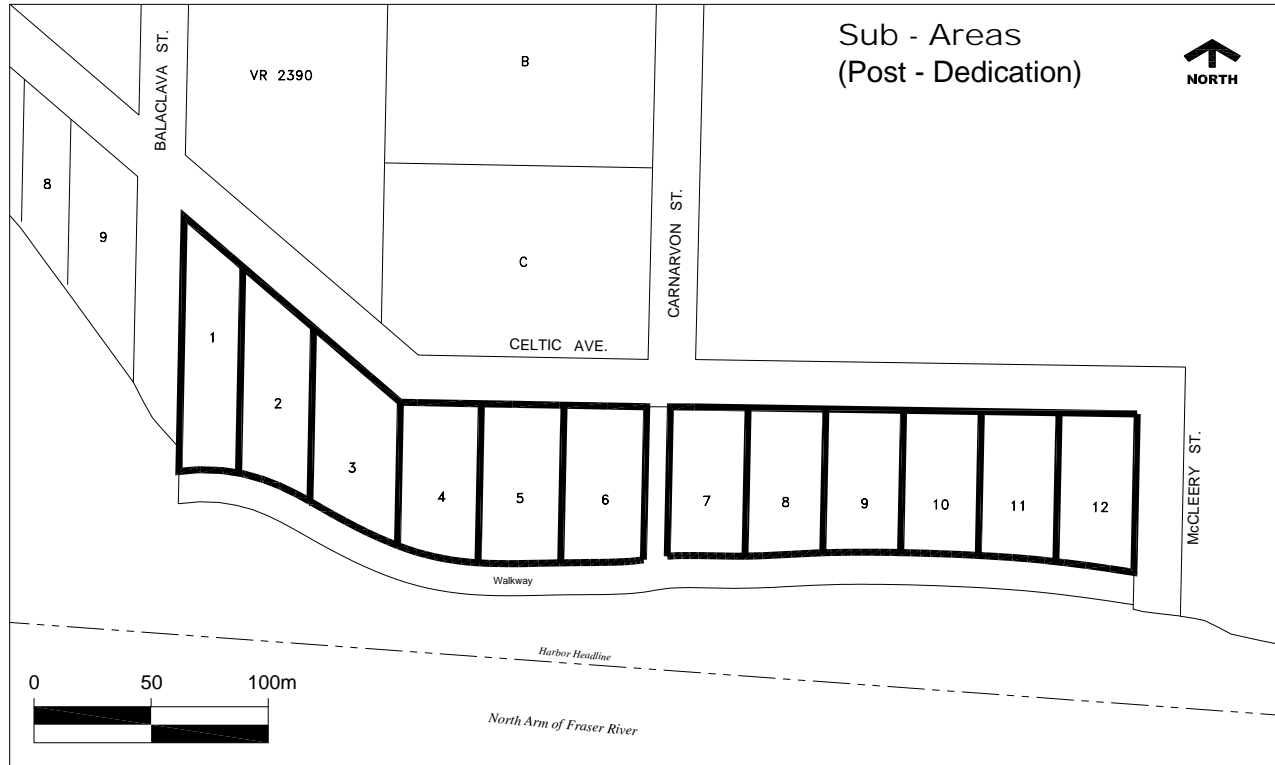 Sub - Areas
(Post - Dedication)
NORTH
BALACLAVA ST.
VR 2390
B
8
9
C
CARNARVON ST.
CELTIC AVE.
1
2
3
4
5
6
7
8
9
10
11
12
McCLEERY ST.
Walkway
Harbor Headline
0 50 100m
North Arm of Fraser River